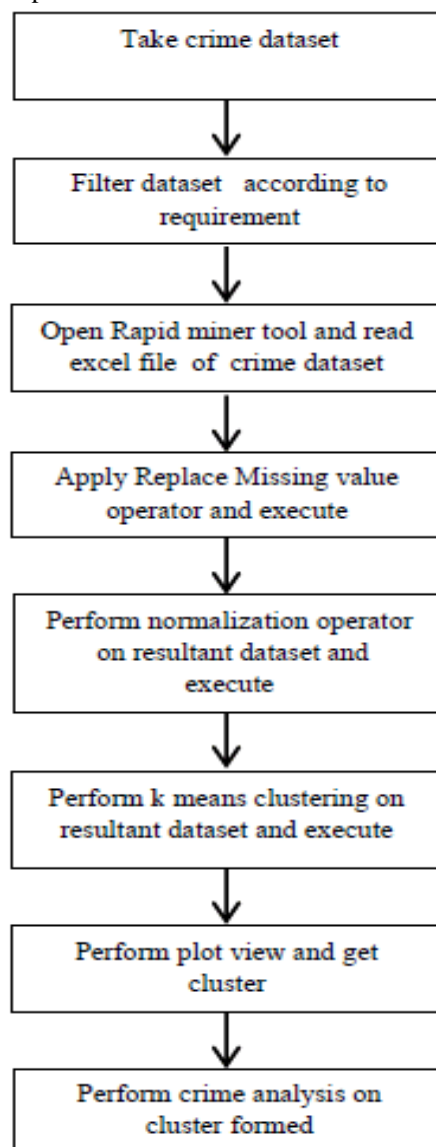 Take crime dataset
Filter dataset according to
requirement
Open Rapid miner tool and read
excel file of crime dataset
Apply Replace Missing value
operator and execute
Perform normalization operator
on resultant dataset and
execute
Perform k means clustering on
resultant dataset and execute
Perform plot view and get
cluster
Perform crime analysis on
cluster formed